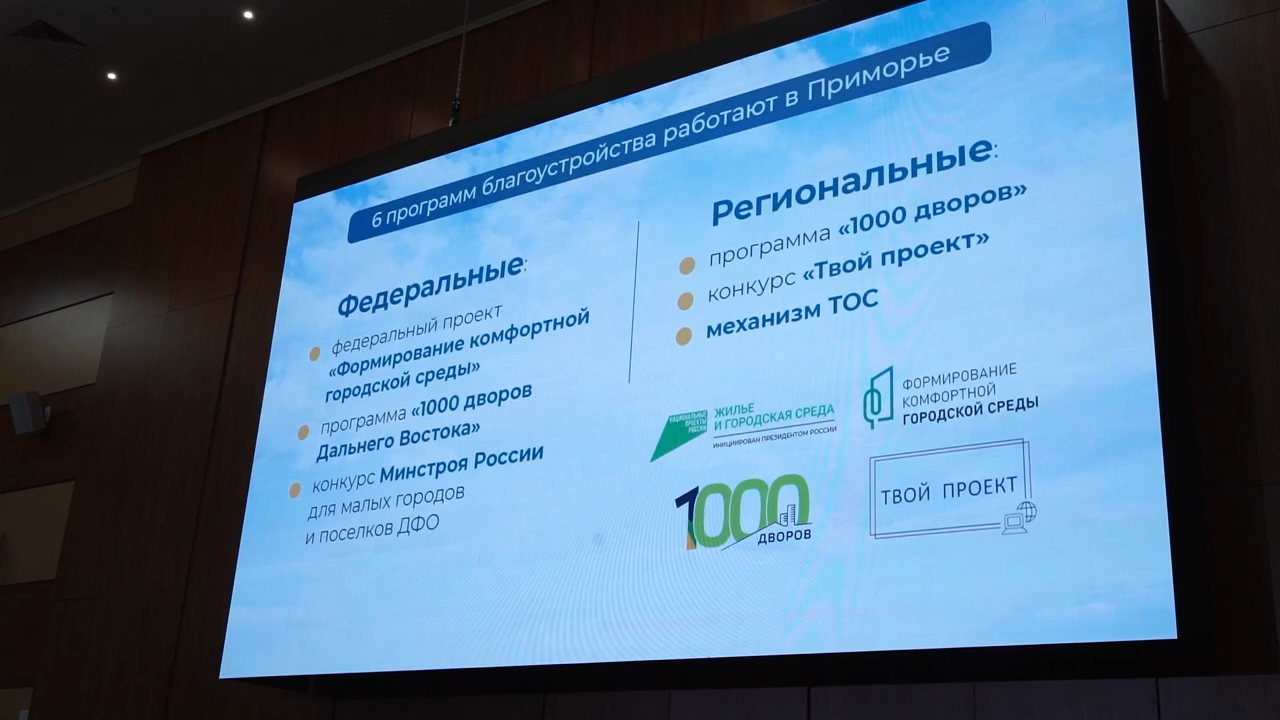 6 программ благоустройства работают в Приморье
Федеральные:
федеральный проект
«Формирование комфортной
городской среды»
программа «1000 дворов
Дальнего Востока»
конкурс Минстроя России
для малых городов
и поселков ДФО
Региональные:
программа «1000 дворов»
конкурс «Твой проект»
механизм ТОС
НАЦИОНАЛЬНЫЕ
ПРОЕКТЫ
РОССИИ
ЖИЛЬЕ
И ГОРОДСКАЯ СРЕДА
ИНИЦИИРОВАН ПРЕЗИДЕНТОМ РОССИИ
ФОРМИРОВАНИЕ
КОМФОРТНОЙ
ГОРОДСКОЙ СРЕДЫ
1000
ДВОРОВ
ТВОЙ ПРОЕКТ